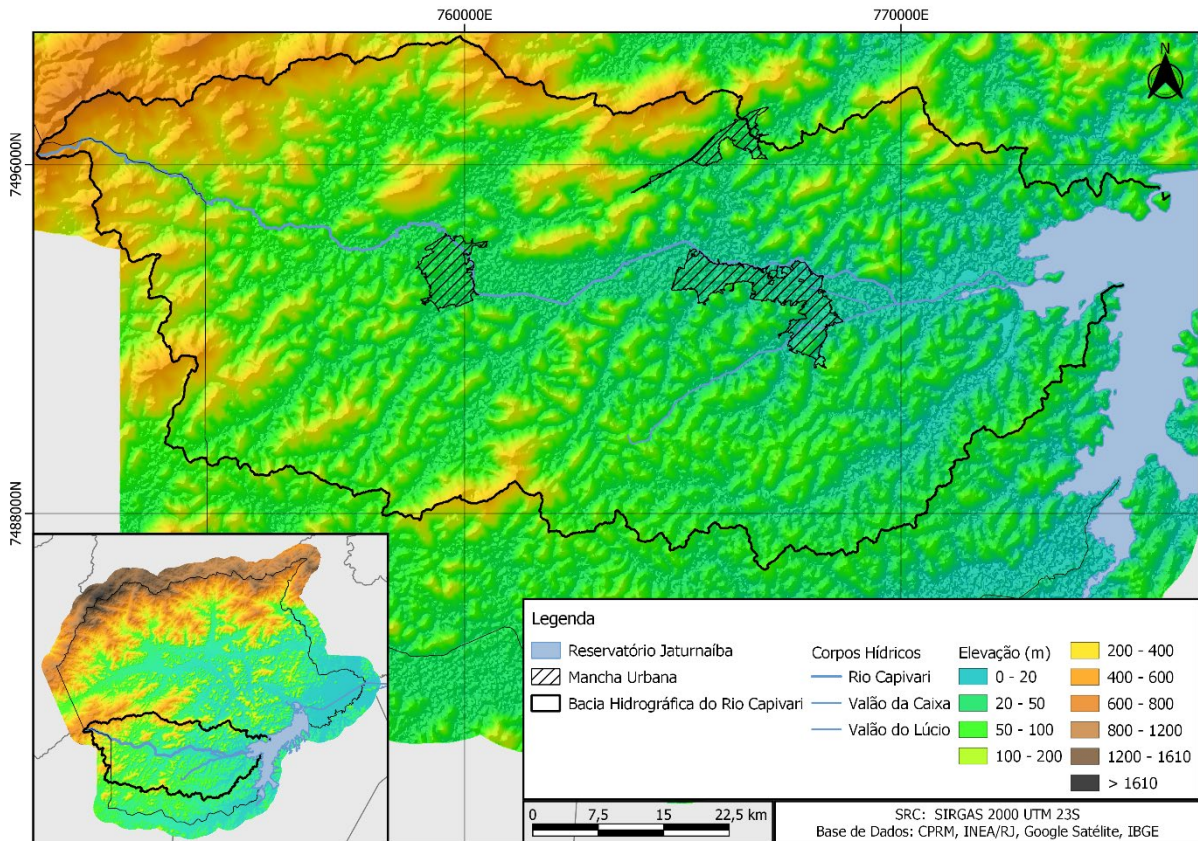 760000E
770000E
N
7496000N
7488000N
Legenda
Reservatório Jaturnaíba
Mancha Urbana
Bacia Hidrográfica do Rio Capivari
Corpos Hídricos
Rio Capivari
Valão da Caixa
Valão do Lúcio
Elevação (m)
0 - 20
20 - 50
50 - 100
100 - 200
200 - 400
400 - 600
600 - 800
800 - 1200
1200 - 1610
> 1610
0 7,5 15 22,5 km
SRC: SIRGAS 2000 UTM 23S
Base de Dados: CPRM, INEA/RJ, Google Satélite, IBGE